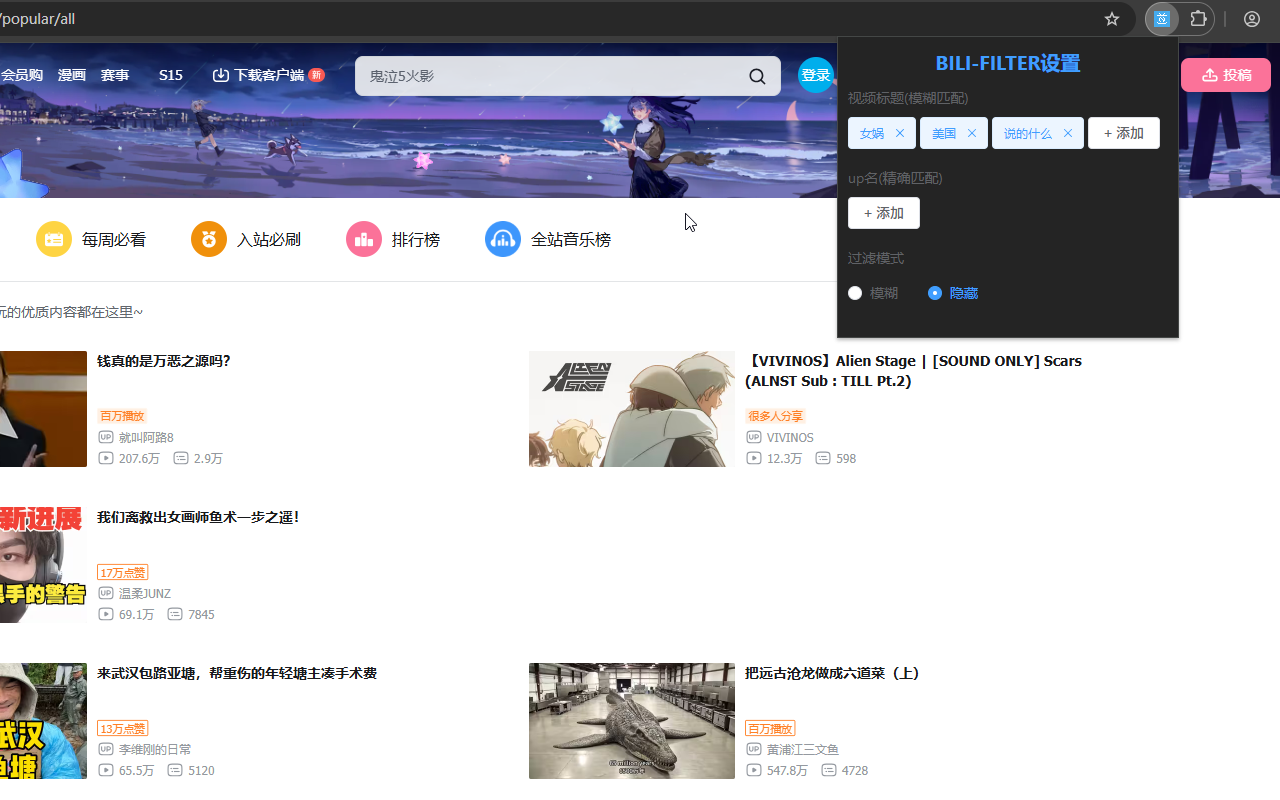 /popular/all
会员购 漫画 赛事 S15 下载客户端 新
鬼泣5火影
登录
投稿
BILI-FILTER设置
视频标题(模糊匹配)
女娲 × 美国 × 说的什么 × + 添加
up名(精确匹配)
+ 添加
过滤模式
模糊 隐藏
每周必看 入站必刷 排行榜 全站音乐榜
玩的优质内容都在这里~
钱真的是万恶之源吗?
百万播放
UP 就叫阿路8
207.6万 2.9万
ALIEN
STAGE
【VIVINOS】Alien Stage | [SOUND ONLY] Scars
(ALNST Sub : TILL Pt.2)
很多人分享
UP VIVINOS
12.3万 598
新进展
黑手的警告
我们离救出女画师鱼术一步之遥！
17万点赞
UP 温柔JUNZ
69.1万 7845
武汉
鱼塘
来武汉包路亚塘，帮重伤的年轻塘主凑手术费
13万点赞
UP 李维刚的日常
65.5万 5120
把远古沧龙做成六道菜（上）
百万播放
UP 黄浦江三文鱼
547.8万 4728